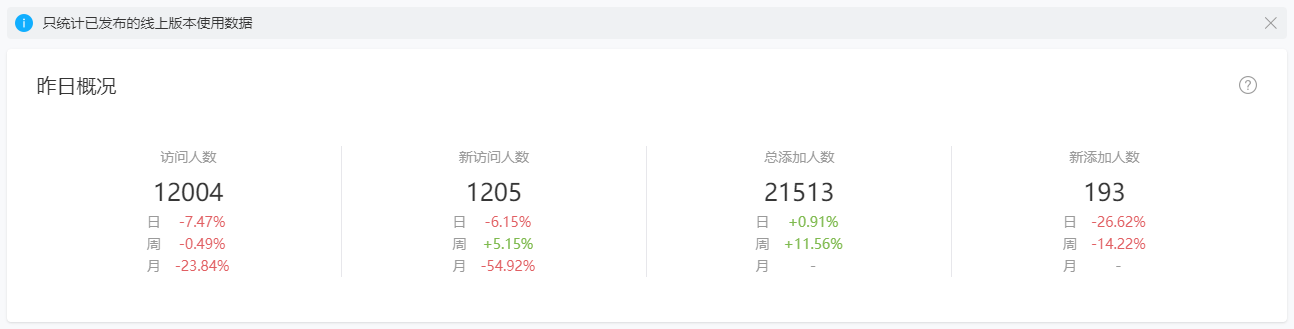 只统计已发布的线上版本使用数据
昨日概况
访问人数
12004
日 -7.47%
周 -0.49%
月 -23.84%
新访问人数
1205
日 -6.15%
周 +5.15%
月 -54.92%
总添加人数
21513
日 +0.91%
周 +11.56%
月 -
新添加人数
193
日 -26.62%
周 -14.22%
月 -